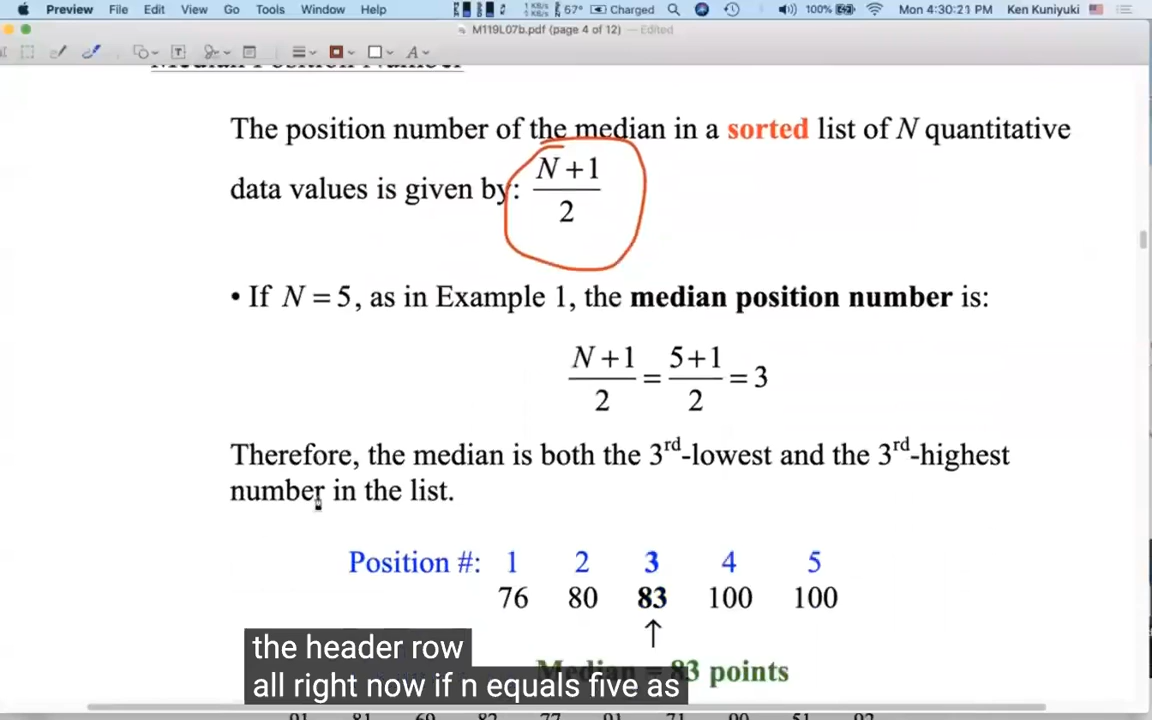 Preview File Edit View Go Tools Window Help 67° Charged 100% Mon 4:30:21 PM Ken Kuniyuki
M119L07b.pdf (page 4 of 12) — Edited
Median Position Number
The position number of the median in a sorted list of N quantitative
data values is given by: N+1
2
• If N = 5, as in Example 1, the median position number is:
N+1 / 2 = 5+1 / 2 = 3
Therefore, the median is both the 3rd-lowest and the 3rd-highest
number in the list.
Position #: 1 2 3 4 5
76 80 83 100 100
↑
Median = 83 points
the header row
all right now if n equals five as